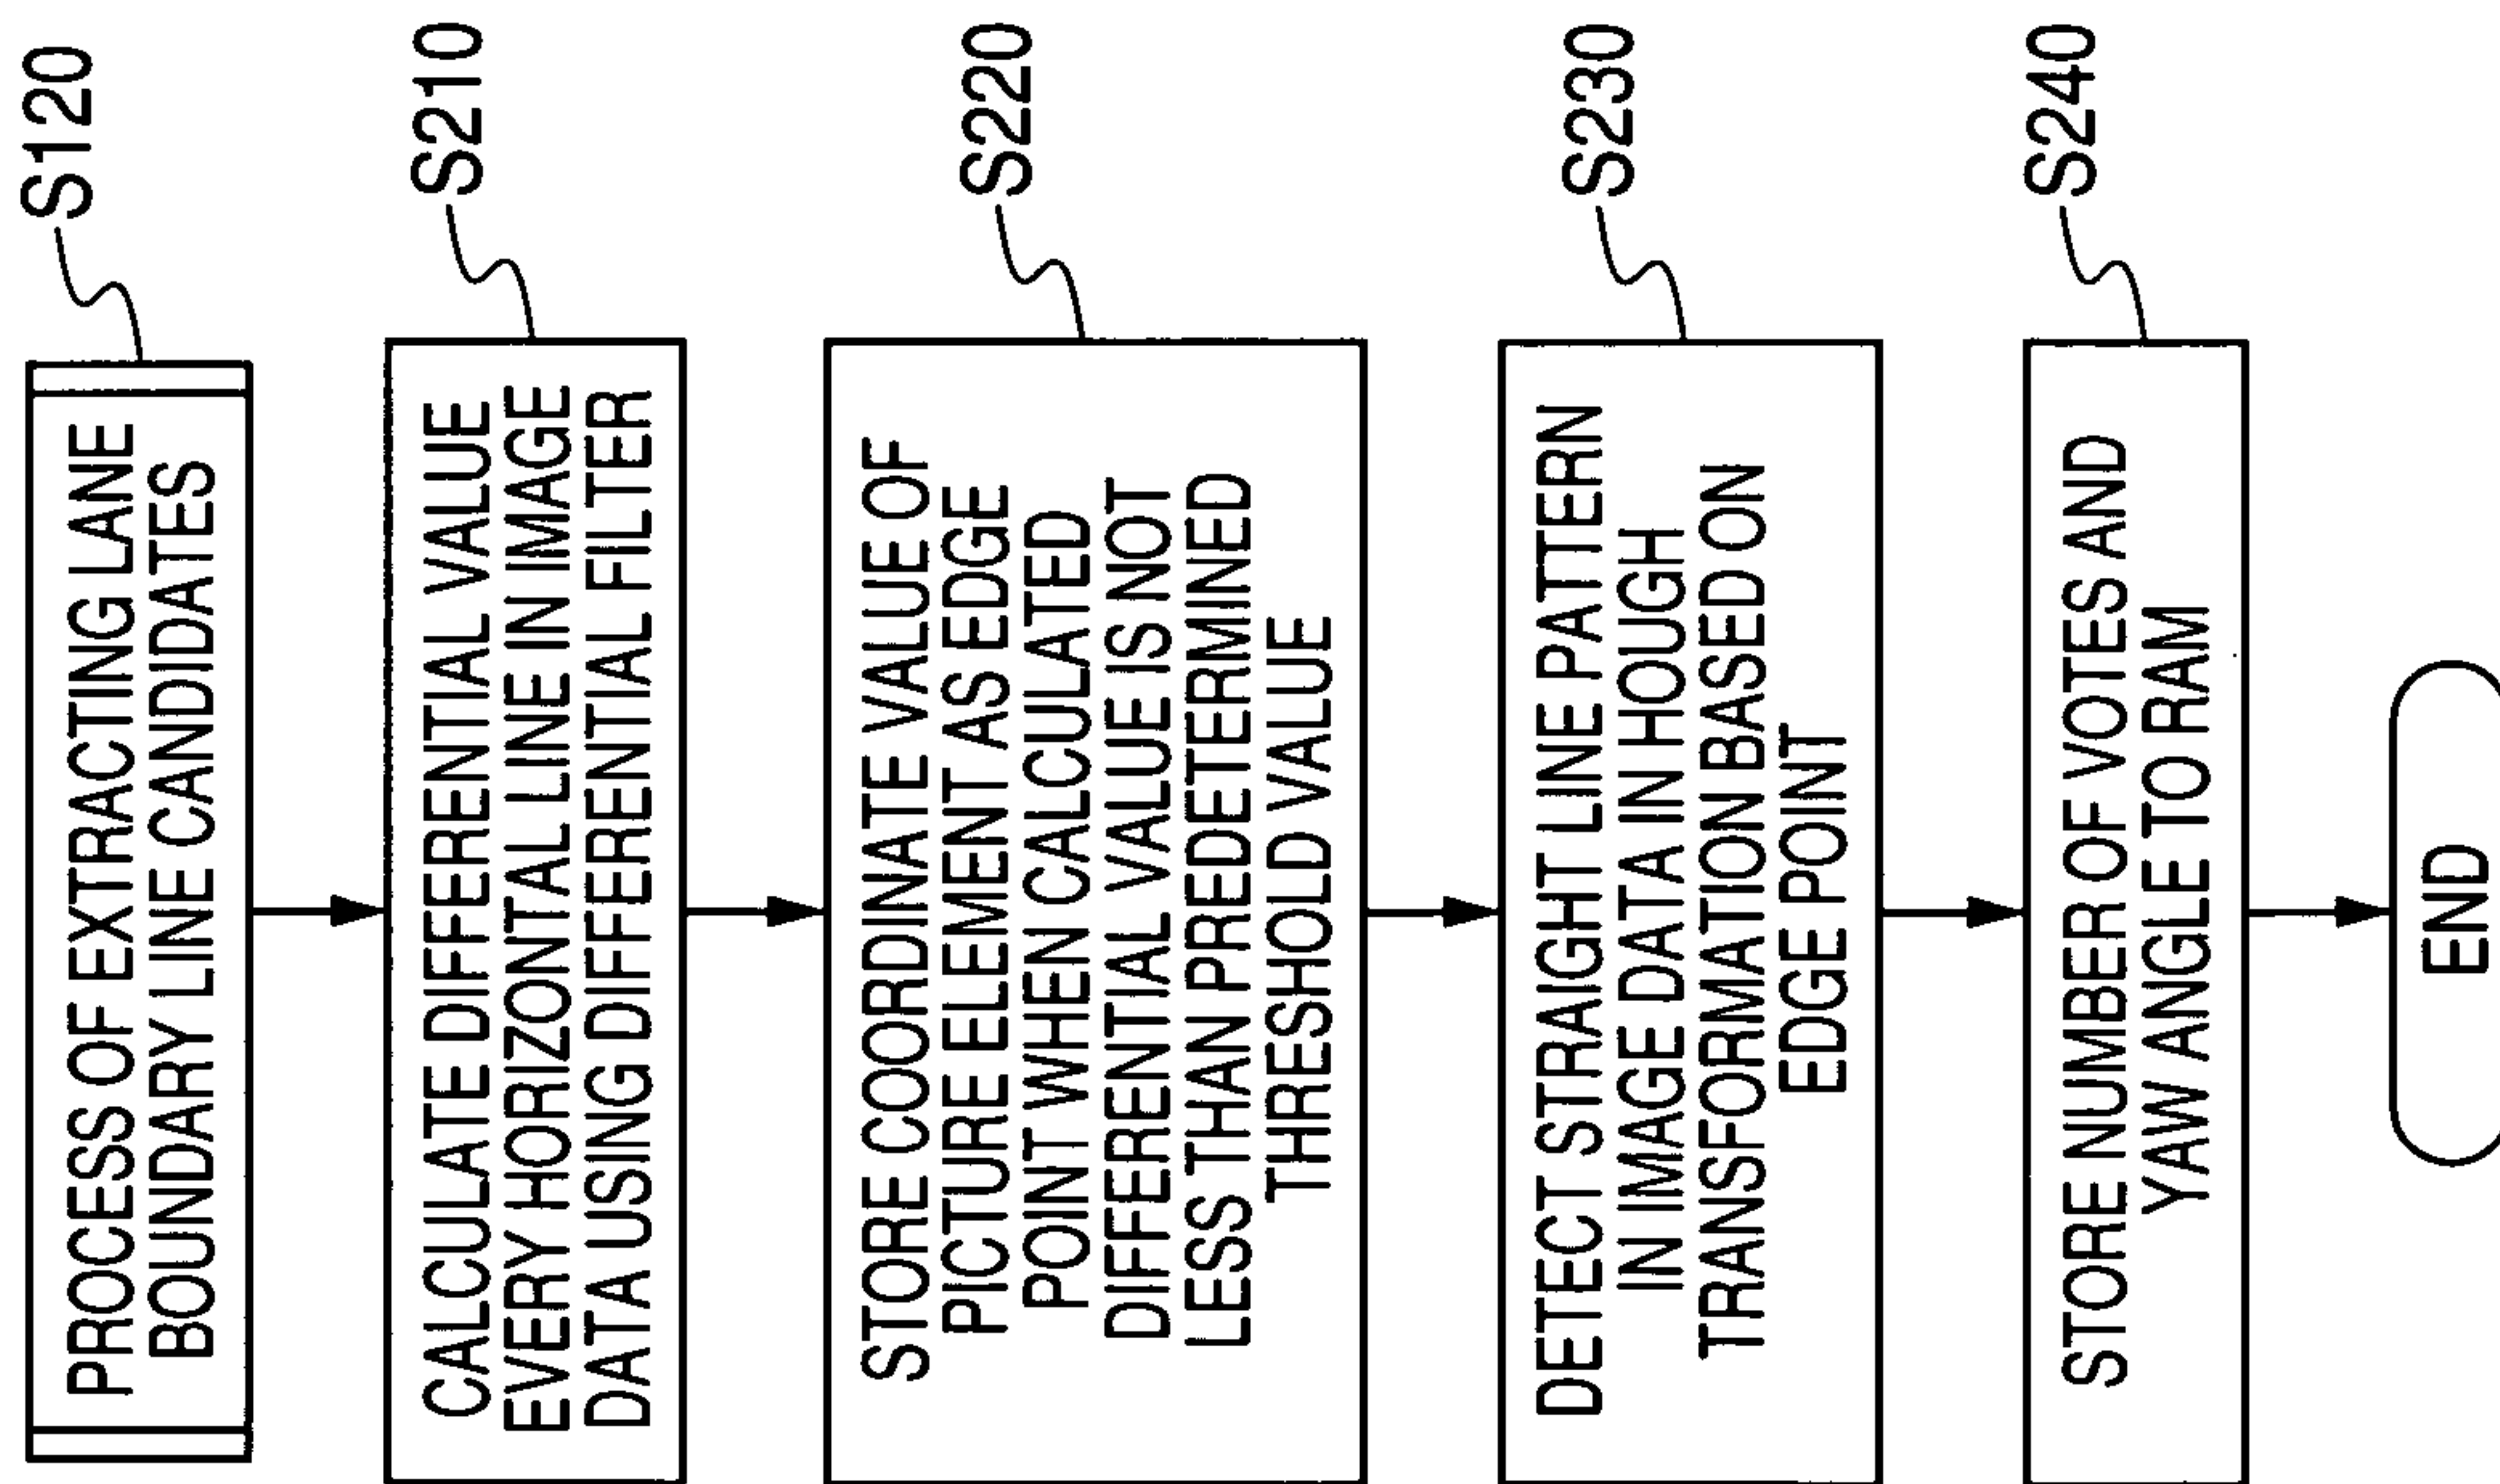 S120
PROCESS OF EXTRACTING LANE
BOUNDARY LINE CANDIDATES
S210
CALCULATE DIFFERENTIAL VALUE
EVERY HORIZONTAL LINE IN IMAGE
DATA USING DIFFERENTIAL FILTER
S220
STORE COORDINATE VALUE OF
PICTURE ELEMENT AS EDGE
POINT WHEN CALCULATED
DIFFERENTIAL VALUE IS NOT
LESS THAN PREDETERMINED
THRESHOLD VALUE
S230
DETECT STRAIGHT LINE PATTERN
IN IMAGE DATA IN HOUGH
TRANSFORMATION BASED ON
EDGE POINT
S240
STORE NUMBER OF VOTES AND
YAW ANGLE TO RAM
END